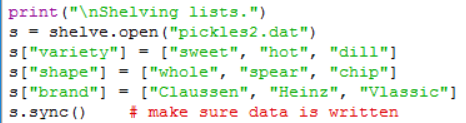 print("\nShelving lists.")
s = shelve.open("pickles2.dat")
s["variety"] = ["sweet", "hot", "dill"]
s["shape"] = ["whole", "spear", "chip"]
s["brand"] = ["Claussen", "Heinz", "Vlassic"]
s.sync()    # make sure data is written